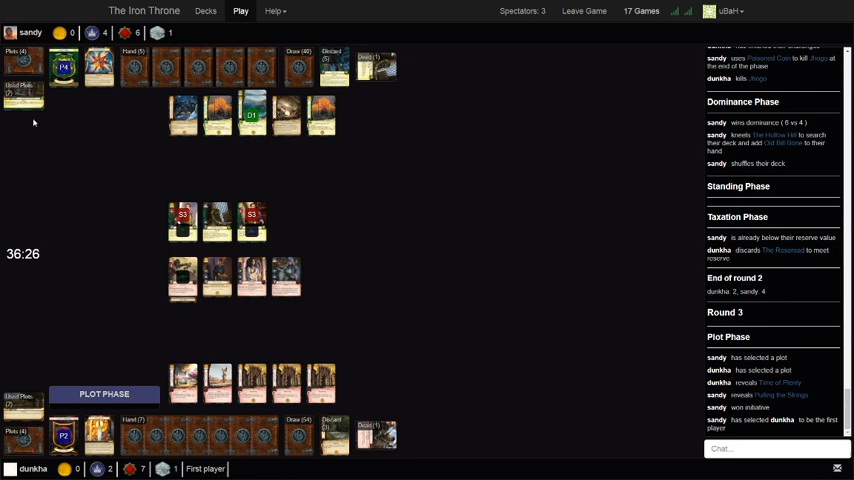 The Iron Throne
Decks
Play
Help
Spectators: 3
Leave Game
17 Games
uBaH
sandy
0
4
6
1
Plots (4)
P4
Hand (5)
Draw (40)
Discard (5)
Dead (1)
Used Plots
D1
S3
S3
36:26
PLOT PHASE
Used Plots
Plots (4)
P2
Hand (7)
Draw (54)
Discard
Dead (1)
dunkha
0
2
7
1
First player
sandy uses Poisoned Coin to kill Jhogo at
the end of the phase
dunkha kills Jhogo
Dominance Phase
sandy wins dominance ( 6 vs 4 )
sandy kneels The Hollow Hill to search
their deck and add Old Bill Bone to their
hand
sandy shuffles their deck
Standing Phase
Taxation Phase
sandy is already below their reserve value
dunkha discards The Roseroad to meet
reserve
End of round 2
dunkha: 2, sandy: 4
Round 3
Plot Phase
sandy has selected a plot
dunkha has selected a plot
dunkha reveals Time of Plenty
sandy reveals Pulling the Strings
sandy won initiative
sandy has selected dunkha to be the first
player
Chat...